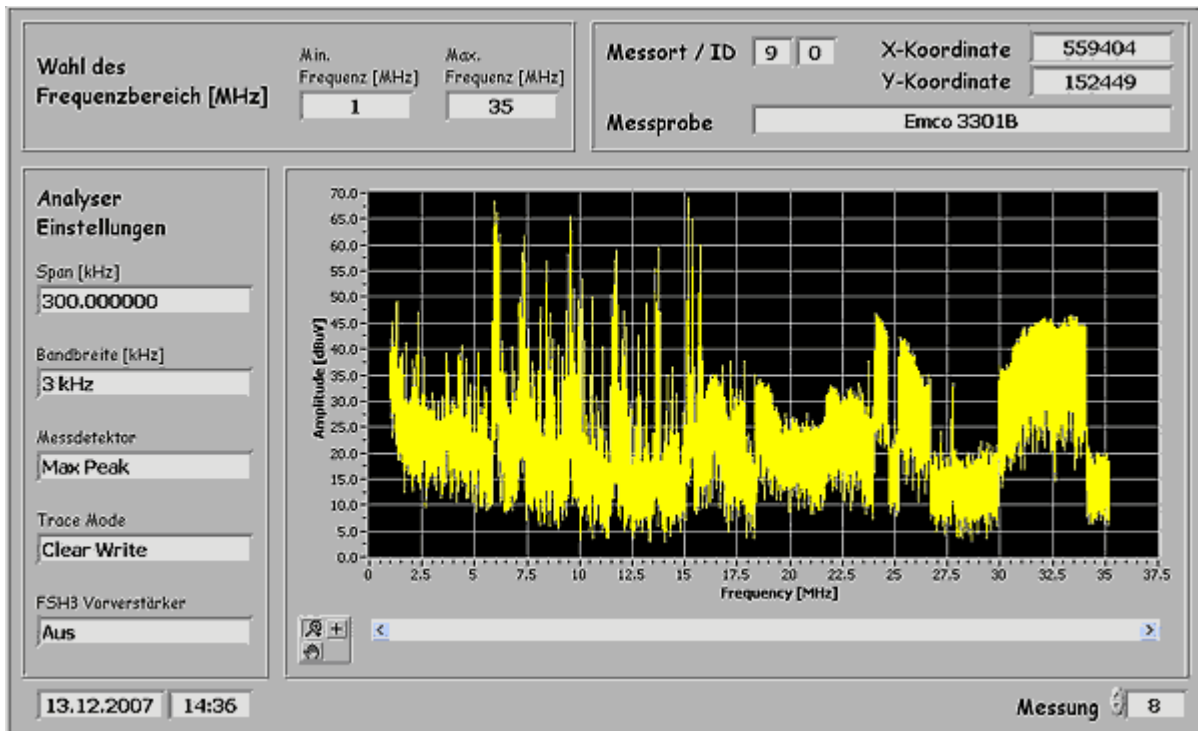 Wahl des
Frequenzbereich [MHz]
Min.
Frequenz [MHz]
1
Max.
Frequenz [MHz]
35
Messort / ID 9 0
X-Koordinate 559404
Y-Koordinate 152449
Messprobe Emco 3301B
Analyser
Einstellungen
Span [kHz]
300.000000
Bandbreite [kHz]
3 kHz
Messdetektor
Max Peak
Trace Mode
Clear Write
FSH3 Vorverstärker
Aus
Amplitude [dBuV]
70.0
65.0
60.0
55.0
50.0
45.0
40.0
35.0
30.0
25.0
20.0
15.0
10.0
5.0
0.0
0 2.5 5 7.5 10 12.5 15 17.5 20 22.5 25 27.5 30 32.5 35 37.5
Frequency [MHz]
13.12.2007 14:36
Messung 8